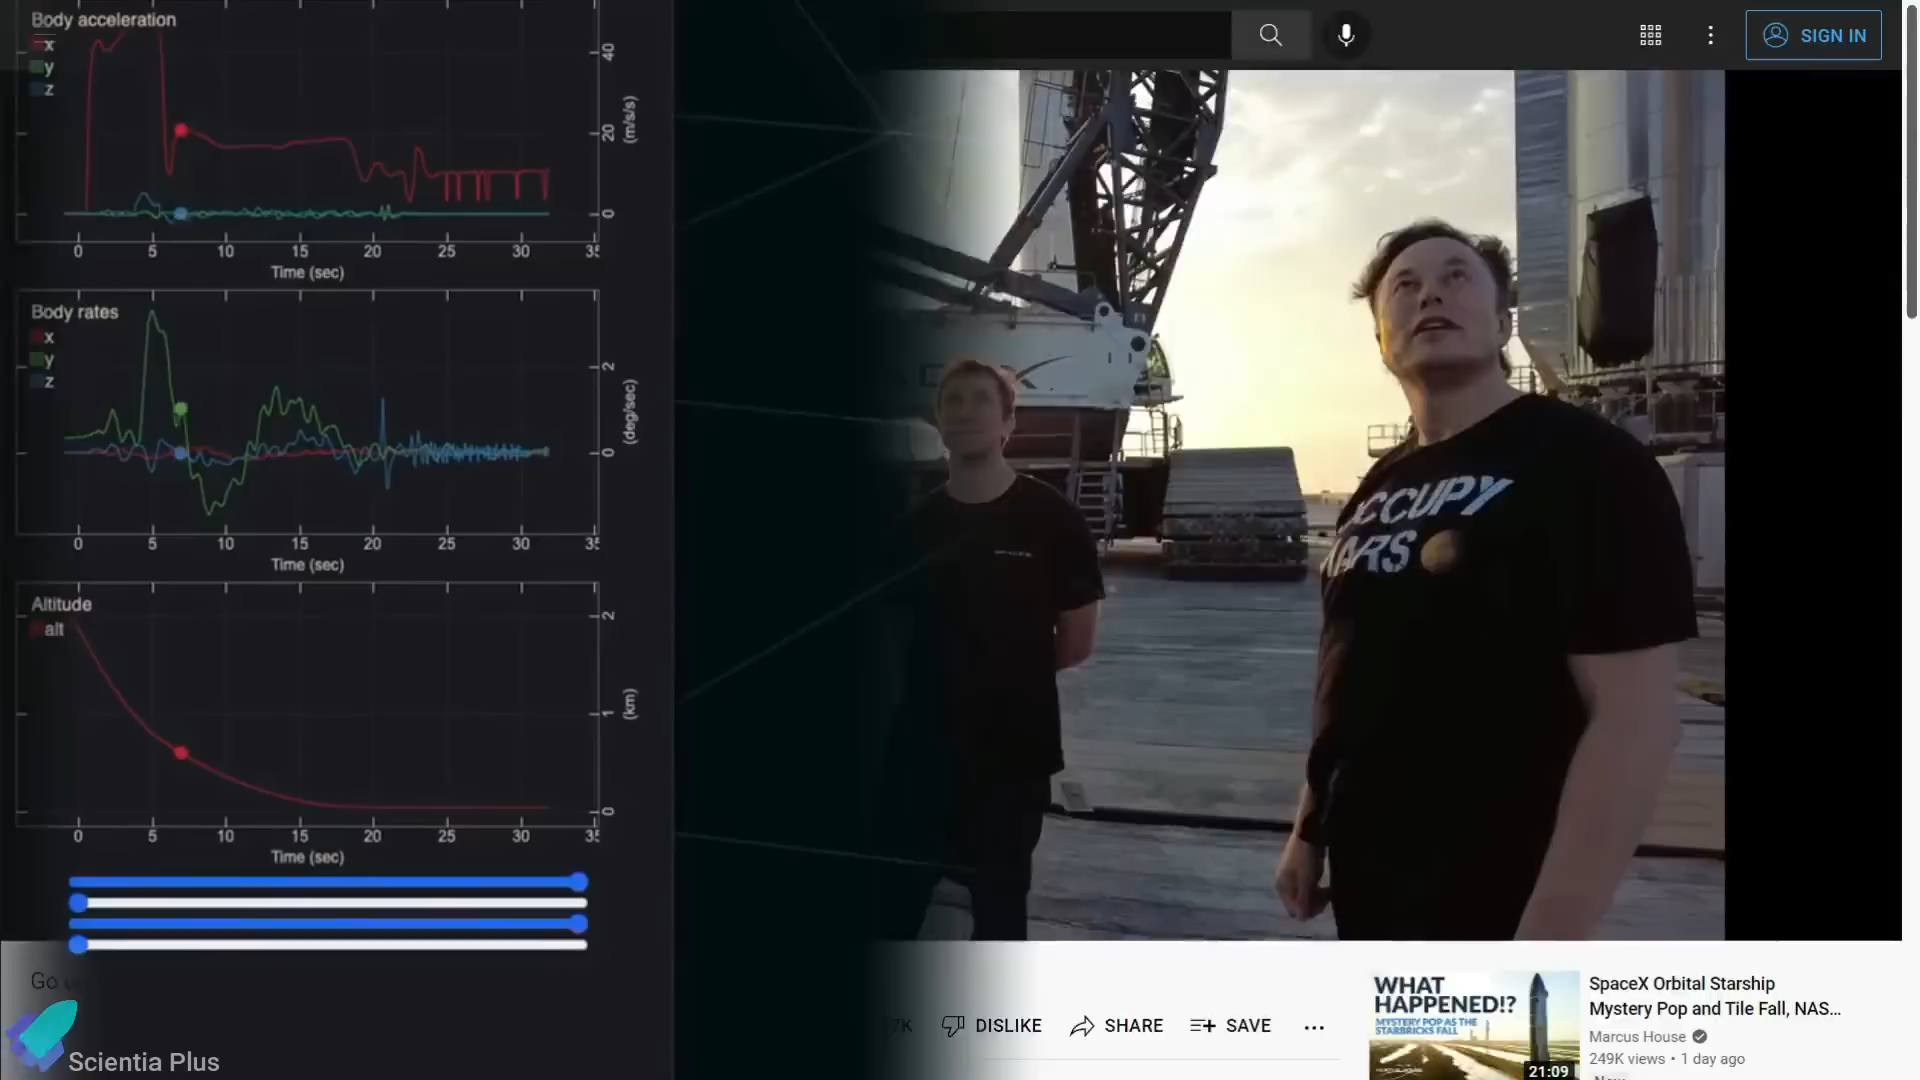 Body acceleration
x
y
z
40
20
0
(m/s/s)
0 5 10 15 20 25 30
Time (sec)
Body rates
x
y
z
2
0
(deg/sec)
0 5 10 15 20 25 30
Time (sec)
Altitude
alt
2
1
0
(km)
0 5 10 15 20 25 30
Time (sec)
Go
Scientia Plus
SIGN IN
OCCUPY
MARS
7K
DISLIKE
SHARE
SAVE
WHAT
HAPPENED!?
MYSTERY POP AS THE
STARBRICKS FALL
21:09
SpaceX Orbital Starship
Mystery Pop and Tile Fall, NAS...
Marcus House
249K views • 1 day ago
New